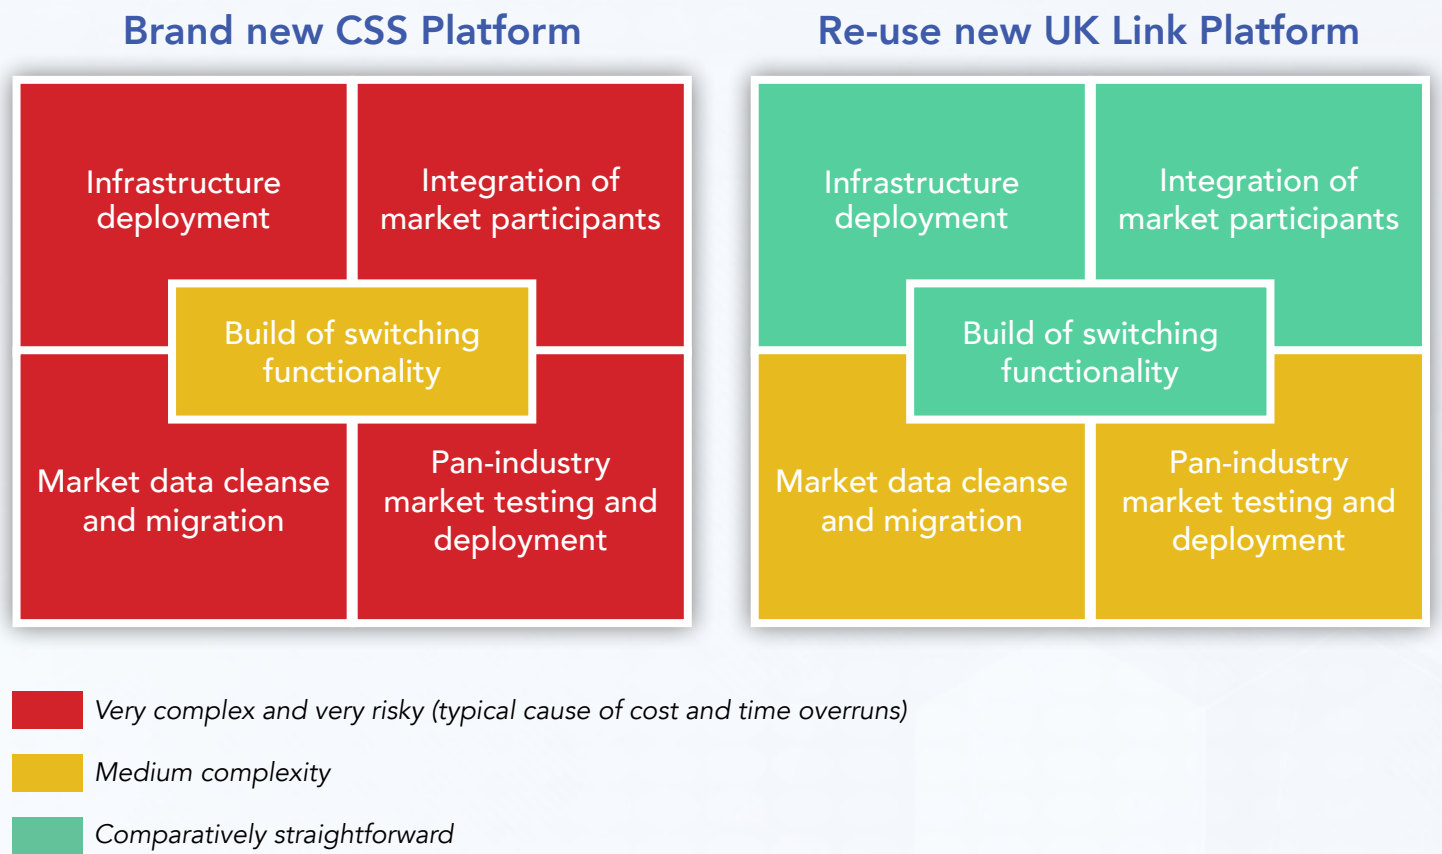 Brand new CSS Platform
Infrastructure
deployment
Integration of
market participants
Build of switching
functionality
Market data cleanse
and migration
Pan-industry
market testing and
deployment
Re-use new UK Link Platform
Infrastructure
deployment
Integration of
market participants
Build of switching
functionality
Market data cleanse
and migration
Pan-industry
market testing and
deployment
Very complex and very risky (typical cause of cost and time overruns)
Medium complexity
Comparatively straightforward